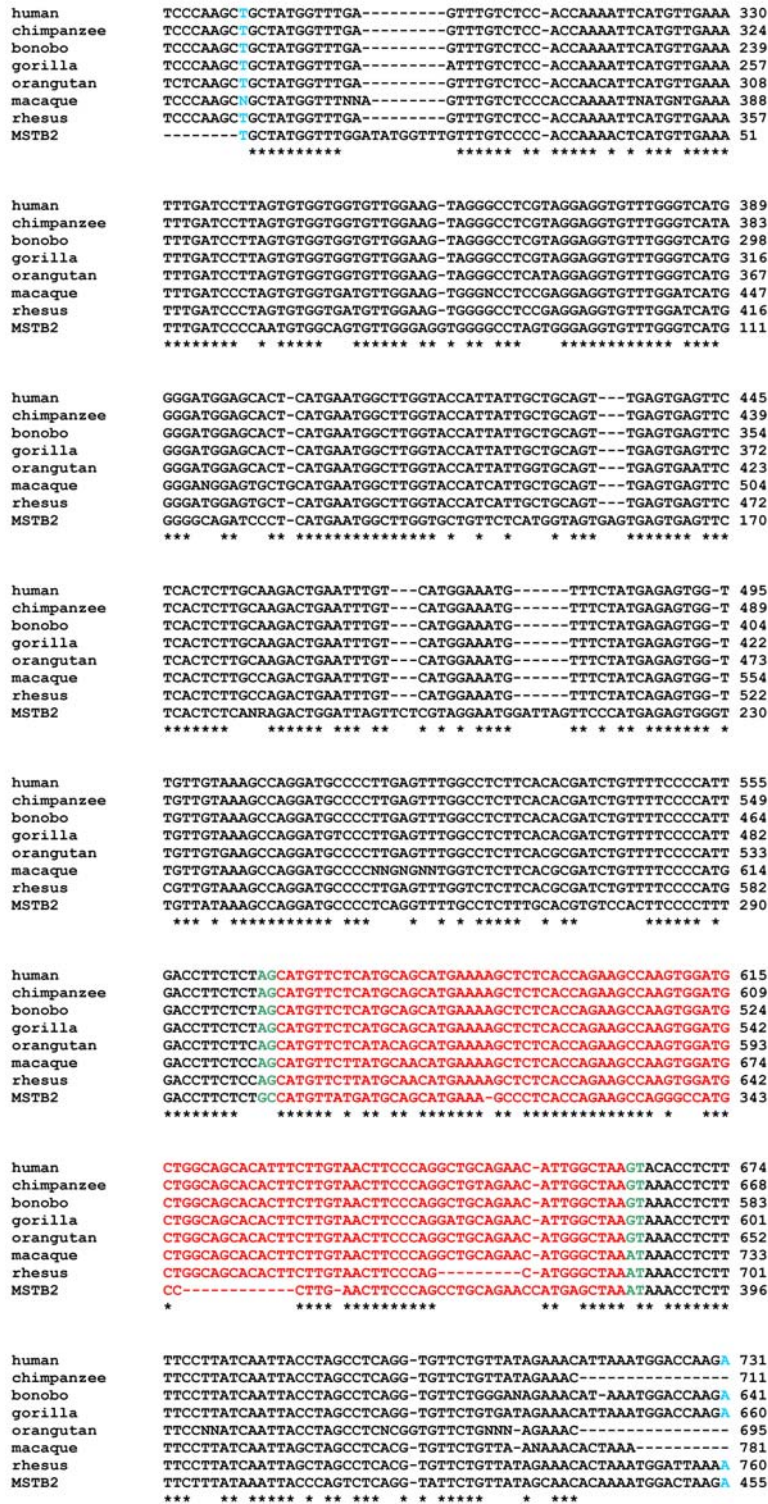 human TCCCAAGCTGCTATGGTTTGA---------GTTTGTCTCC-ACCAAAATTCATGTTGAAA 330
chimpanzee TCCCAAGCTGCTATGGTTTGA---------GTTTGTCTCC-ACCAAAATTCATGTTGAAA 324
bonobo TCCCAAGCTGCTATGGTTTGA---------GTTTGTCTCC-ACCAAAATTCATGTTGAAA 239
gorilla TCCCAAGCTGCTATGGTTTGA---------ATTTGTCTCC-ACCAAAATTCATGTTGAAA 257
orangutan TCTCAAGCTGCTATGGTTTGA---------GTTTGTCTCC-ACCAACATTCATGTTGAAA 308
macaque TCCCAAGCNGCTATGGTTTNNA--------GTTTGTCTCCCACCAAAATTNATGNTGAAA 388
rhesus TCCCAAGCTGCTATGGTTTGA---------GTTTGTCTCC-ACCAAAATTCATGTTGAAA 357
MSTB2 --------TGCTATGGTTTGGATATGGTTTGTTTGTCCCC-ACCAAAACTCATGTTGAAA 51
********** ****** ** ****** * * *** *****
human TTTGATCCTTAGTGTGGTGGTGTTGGAAG-TAGGGCCTCGTAGGAGGTGTTTGGGTCATG 389
chimpanzee TTTGATCCTTAGTGTGGTGGTGTTGGAAG-TAGGGCCTCGTAGGAGGTGTTTGGGTCATA 383
bonobo TTTGATCCTTAGTGTGGTGGTGTTGGAAG-TAGGGCCTCGTAGGAGGTGTTTGGGTCATG 298
gorilla TTTGATCCTTAGTGTGGTGGTGTTGGAAG-TAGGGCCTCGTAGGAGGTGTTTGGGTCATG 316
orangutan TTTGATCCTTAGTGTGGTGGTGTTGGAAG-TAGGGCCTCATAGGAGGTGTTTGGGTCATG 367
macaque TTTGATCCCTAGTGTGGTGATGTTGGAAG-TGGGNCCTCCGAGGAGGTGTTTGGATCATG 447
rhesus TTTGATCCCTAGTGTGGTGATGTTGGAAG-TGGGGCCTCCGAGGAGGTGTTTGGATCATG 416
MSTB2 TTTGATCCCCAATGTGGCAGTGTTGGGAGGTGGGGCCTAGTGGGAGGTGTTTGGGTCATG 111
******** * ***** ****** ** * ** *** ************ ****
human GGGATGGAGCACT-CATGAATGGCTTGGTACCATTATTGCTGCAGT---TGAGTGAGTTC 445
chimpanzee GGGATGGAGCACT-CATGAATGGCTTGGTACCATTATTGCTGCAGT---TGAGTGAGTTC 439
bonobo GGGATGGAGCACT-CATGAATGGCTTGGTACCATTATTGCTGCAGT---TGAGTGAGTTC 354
gorilla GGGATGGAGCACT-CATGAATGGCTTGGTACCATTATTGCTGCAGT---TGAGTGAGTTC 372
orangutan GGGATGGAGCACT-CATGAATGGCTTGGTACCATTATTGGTGCAGT---TGAGTGAATTC 423
macaque GGGANGGAGTGCTGCATGAATGGCTTGGTACCATCATTGCTGCAGT---TGAGTGAGTTC 504
rhesus GGGATGGAGTGCT-CATGAATGGCTTGGTACCATCATTGCTGCAGT---TGAGTGAGTTC 472
MSTB2 GGGGCAGATCCCT-CATGAATGGCTTGGTGCTGTTCTCATGGTAGTGAGTGAGTGAGTTC 170
*** ** ** *************** * * * * *** ******* ***
human TCACTCTTGCAAGACTGAATTTGT---CATGGAAATG------TTTCTATGAGAGTGG-T 495
chimpanzee TCACTCTTGCAAGACTGAATTTGT---CATGGAAATG------TTTCTATGAGAGTGG-T 489
bonobo TCACTCTTGCAAGACTGAATTTGT---CATGGAAATG------TTTCTATGAGAGTGG-T 404
gorilla TCACTCTTGCAAGACTGAATTTGT---CATGGAAATG------TTTCTATGAGAGTGG-T 422
orangutan TCACTCTTGCAAGACTGAATTTGT---CATGGAAATG------TTTCTATGAGAGTGG-T 473
macaque TCACTCTTGCCAGACTGAATTTGT---CATGGAAATG------TTTCTATCAGAGTGG-T 554
rhesus TCACTCTTGCCAGACTGAATTTGT---CATGGAAATG------TTTCTATCAGAGTGG-T 522
MSTB2 TCACTCTCANRAGACTGGATTAGTTCTCGTAGGAATGGATTAGTTCCCATGAGAGTGGGT 230
******* ****** *** ** * * * **** ** * ** ******* *
human TGTTGTAAAGCCAGGATGCCCCTTGAGTTTGGCCTCTTCACACGATCTGTTTTCCCCATT 555
chimpanzee TGTTGTAAAGCCAGGATGCCCCTTGAGTTTGGCCTCTTCACACGATCTGTTTTCCCCATT 549
bonobo TGTTGTAAAGCCAGGATGCCCCTTGAGTTTGGCCTCTTCACACGATCTGTTTTCCCCATT 464
gorilla TGTTGTAAAGCCAGGATGTCCCTTGAGTTTGGCCTCTTCACACGATCTGTTTTCCCCATT 482
orangutan TGTTGTGAAGCCAGGATGCCCCTTGAGTTTGGCCTCTTCACGCGATCTGTTTTCCCCATT 533
macaque TGTTGTAAAGCCAGGATGCCCCNNGNGNNTGGTCTCTTCACGCGATCTGTTTTCCCCATG 614
rhesus CGTTGTAAAGCCAGGATGCCCCTTGAGTTTGGTCTCTTCACGCGATCTGTTTTCCCCATG 582
MSTB2 TGTTATAAAGCCAGGATGCCCCTCAGGTTTTGCCTCTTTGCACGTGTCCACTTCCCCTTT 290
*** * *********** *** * * ***** * ** ****** *
human GACCTTCTCTAGCATGTTCTCATGCAGCATGAAAAGCTCTCACCAGAAGCCAAGTGGATG 615
chimpanzee GACCTTCTCTAGCATGTTCTCATGCAGCATGAAAAGCTCTCACCAGAAGCCAAGTGGATG 609
bonobo GACCTTCTCTAGCATGTTCTCATGCAGCATGAAAAGCTCTCACCAGAAGCCAAGTGGATG 524
gorilla GACCTTCTCTAGCATGTTCTCATGCAGCATGAAAAGCTCTCACCAGAAGCCAAGTGGATG 542
orangutan GACCTTCTTCAGCATGTTCTCATACAGCATGAAAAGCTCTCACCAGAAGCCAAGTGGATG 593
macaque GACCTTCTCCAGCATGTTCTTATGCAACATGAAAAGCTCTCACCAGAAGCCAAGTGGATG 674
rhesus GACCTTCTCCAGCATGTTCTTATGCAACATGAAAAGCTCTCACCAGAAGCCAAGTGGATG 642
MSTB2 GACCTTCTCTGCCATGTTATGATGCAGCATGAAA-GCCCTCACCAGAAGCCAGGGCCATG 343
******** ****** * ** ** ******* ** ************** * ***
human CTGGCAGCACATTTCTTGTAACTTCCCAGGCTGCAGAAC-ATTGGCTAAGTACACCTCTT 674
chimpanzee CTGGCAGCACACTTCTTGTAACTTCCCAGGCTGTAGAAC-ATTGGCTAAGTAAACCTCTT 668
bonobo CTGGCAGCACACTTCTTGTAACTTCCCAGGCTGCAGAAC-ATTGGCTAAGTAAACCTCTT 583
gorilla CTGGCAGCACACTTCTTGTAACTTCCCAGGATGCAGAAC-ATTGGCTAAGTAAACCTCTT 601
orangutan CTGGCAGCACACTTCTTGTAACTTCCCAGGCTGCAGAAC-ATGGGCTAAGTAAACCTCTT 652
macaque CTGGCAGCACACTTCTTGTAACTTCCCAGGCTGCAGAAC-ATGGGCTAAATAAACCTCTT 733
rhesus CTGGCAGCACACTTCTTGTAACTTCCCAG---------C-ATGGGCTAAATAAACCTCTT 701
MSTB2 CC------------CTTG-AACTTCCCAGCCTGCAGAACCATGAGCTAAATAAACCTCTT 396
* **** ********** ** ***** ** *******
human TTCCTTATCAATTACCTAGCCTCAGG-TGTTCTGTTATAGAAACATTAAATGGACCAAGA 731
chimpanzee TTCCTTATCAATTACCTAGCCTCAGG-TGTTCTGTTATAGAAAC---------------- 711
bonobo TTCCTTATCAATTACCTAGCCTCAGG-TGTTCTGGGANAGAAACAT-AAATGGACCAAGA 641
gorilla TTCCTTATCAATTACCTAGCCTCAGG-TGTTCTGTGATAGAAACATTAAATGGACCAAGA 660
orangutan TTCCNNATCAATTACCTAGCCTCNCGGTGTTCTGNNN-AGAAAC---------------- 695
macaque TTCCTTATCAATTAGCTAGCCTCACG-TGTTCTGTTA-ANAAACACTAAA---------- 781
rhesus TTCCTTATCAATTAGCTAGCCTCACG-TGTTCTGTTATAGAAACACTAAATGGATTAAAA 760
MSTB2 TTCTTTATAAATTACCCAGTCTCAGG-TATTCTGTTATAGCAACACAAAATGGACTAAGA 455
*** ** ***** * ** *** * * ***** * ***